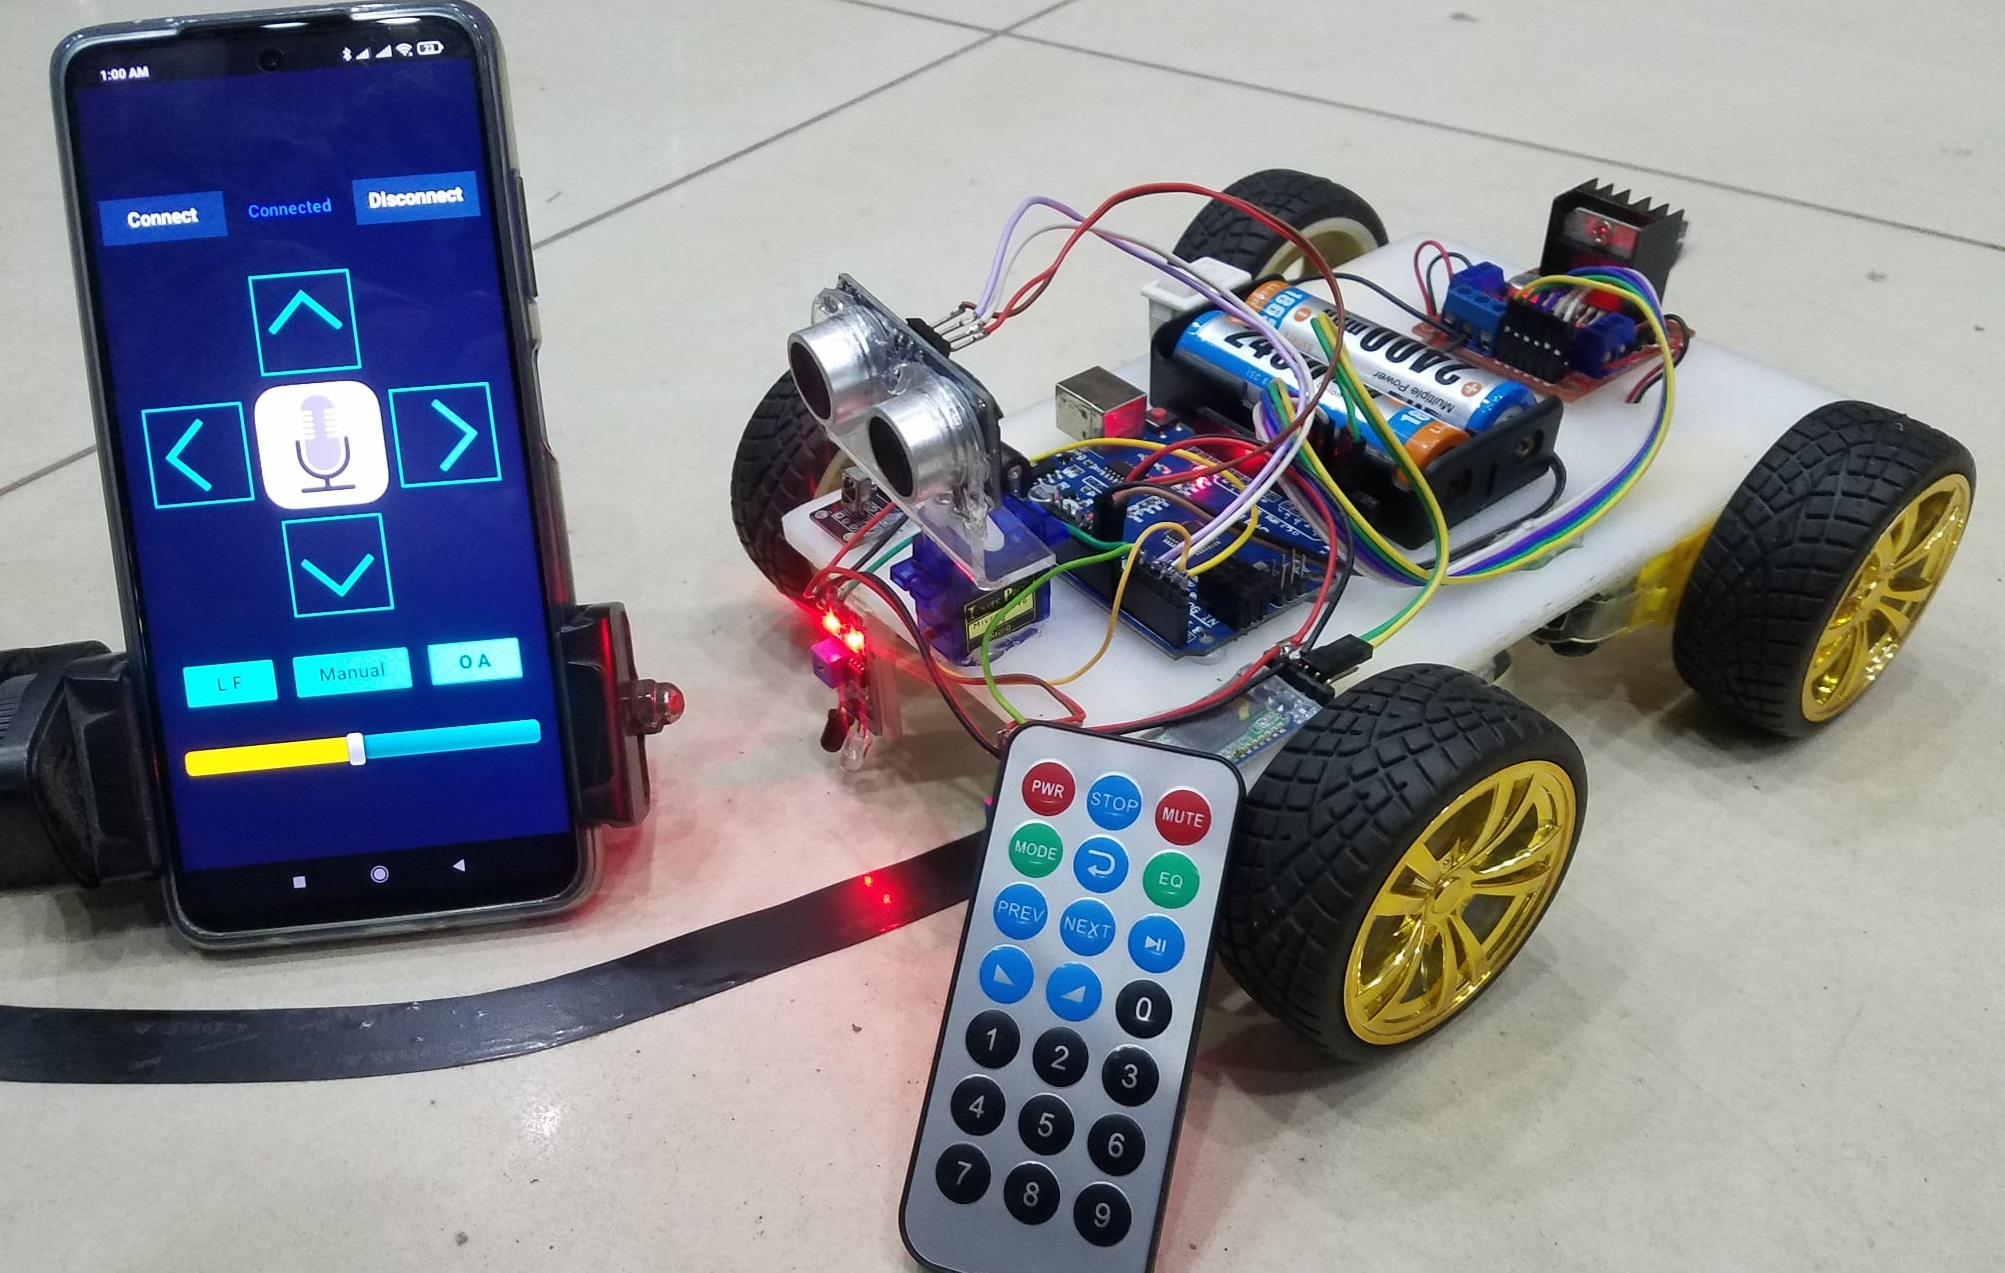 1:00 AM
23
Connect
Connected
Disconnect
L F
Manual
O A
PWR
STOP
MUTE
MODE
EQ
PREV
NEXT
0
1
2
3
4
5
6
7
8
9
Multiple Power